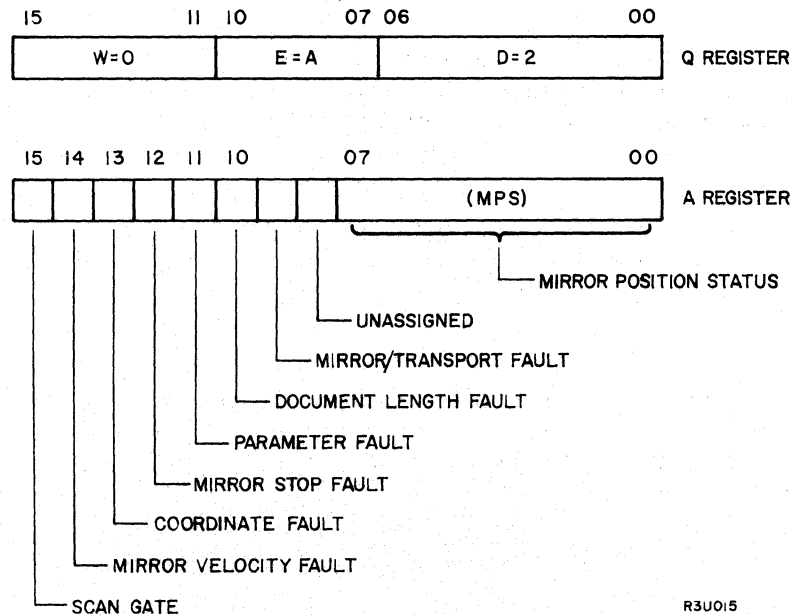 15 11 10 07 06 00
W=0 E=A D=2 Q REGISTER
15 14 13 12 11 10 07 00
(MPS) A REGISTER
MIRROR POSITION STATUS
UNASSIGNED
MIRROR/TRANSPORT FAULT
DOCUMENT LENGTH FAULT
PARAMETER FAULT
MIRROR STOP FAULT
COORDINATE FAULT
MIRROR VELOCITY FAULT
SCAN GATE
R3U015